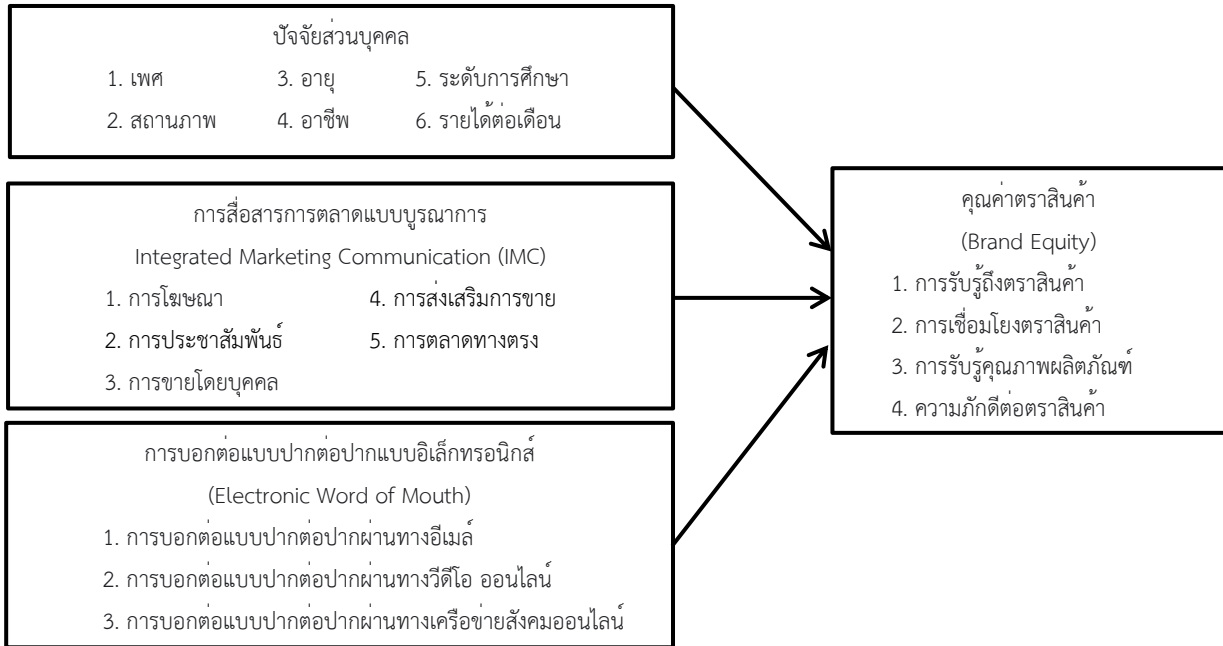 ปัจจัยส่วนบุคคล
1. เพศ 3. อายุ 5. ระดับการศึกษา
2. สถานภาพ 4. อาชีพ 6. รายได้ต่อเดือน
การสื่อสารการตลาดแบบบูรณาการ
Integrated Marketing Communication (IMC)
1. การโฆษณา 4. การส่งเสริมการขาย
2. การประชาสัมพันธ์ 5. การตลาดทางตรง
3. การขายโดยบุคคล
การบอกต่อแบบปากต่อปากแบบอิเล็กทรอนิกส์
(Electronic Word of Mouth)
1. การบอกต่อแบบปากต่อปากผ่านทางอีเมล์
2. การบอกต่อแบบปากต่อปากผ่านทางวีดีโอ ออนไลน์
3. การบอกต่อแบบปากต่อปากผ่านทางเครือข่ายสังคมออนไลน์
คุณค่าตราสินค้า
(Brand Equity)
1. การรับรู้ถึงตราสินค้า
2. การเชื่อมโยงตราสินค้า
3. การรับรู้คุณภาพผลิตภัณฑ์
4. ความภักดีต่อตราสินค้า